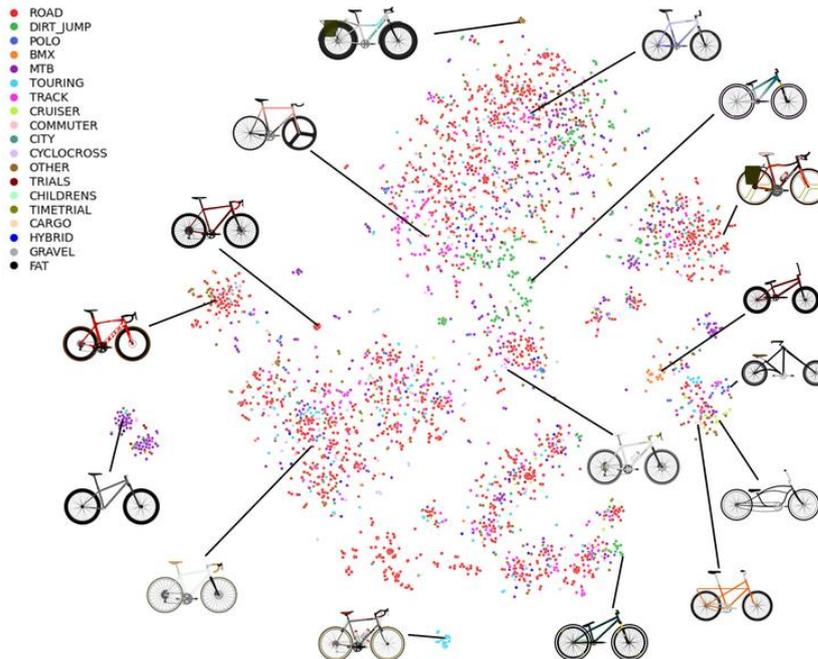 ROAD
DIRT_JUMP
POLO
BMX
MTB
TOURING
TRACK
CRUISER
COMMUTER
CITY
CYCLOCROSS
OTHER
TRIALS
CHILDRENS
TIMETRIAL
CARGO
HYBRID
GRAVEL
FAT